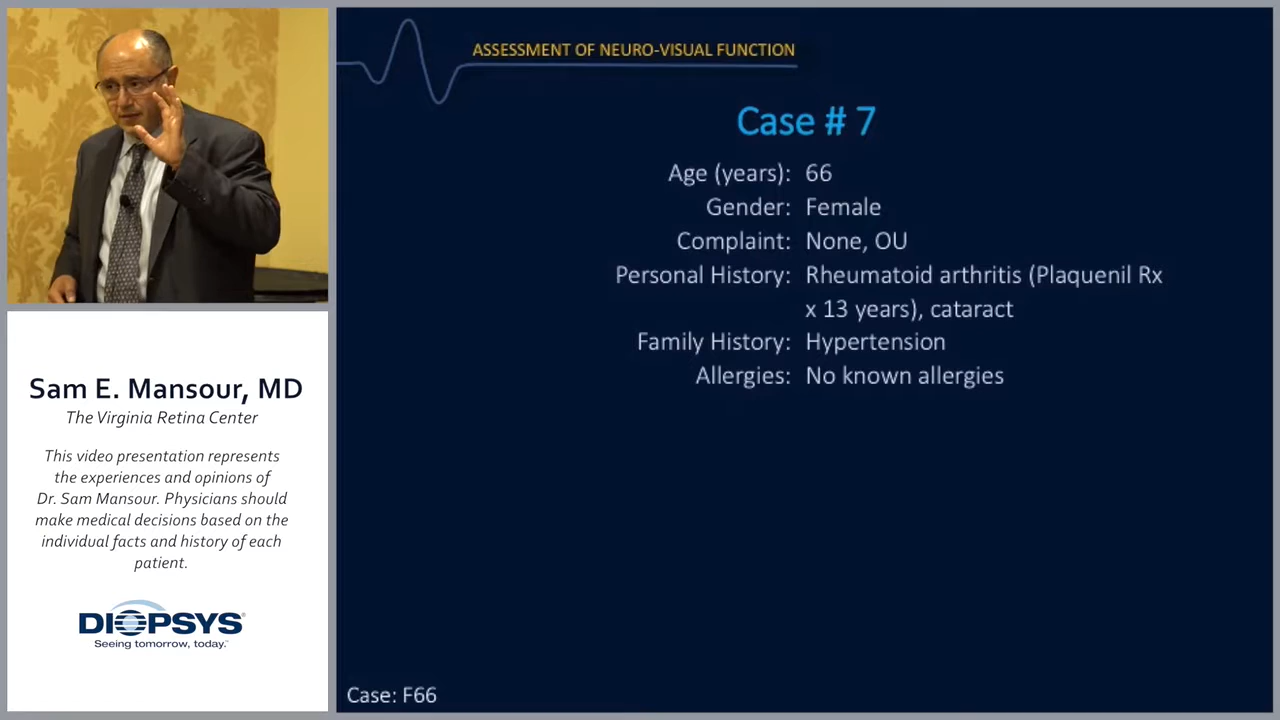 ASSESSMENT OF NEURO-VISUAL FUNCTION
Case # 7
Age (years): 66
Gender: Female
Complaint: None, OU
Personal History: Rheumatoid arthritis (Plaquenil Rx
x 13 years), cataract
Family History: Hypertension
Allergies: No known allergies
Case: F66
Sam E. Mansour, MD
The Virginia Retina Center
This video presentation represents
the experiences and opinions of
Dr. Sam Mansour. Physicians should
make medical decisions based on the
individual facts and history of each
patient.
DIOPSYS®
Seeing tomorrow, today.™